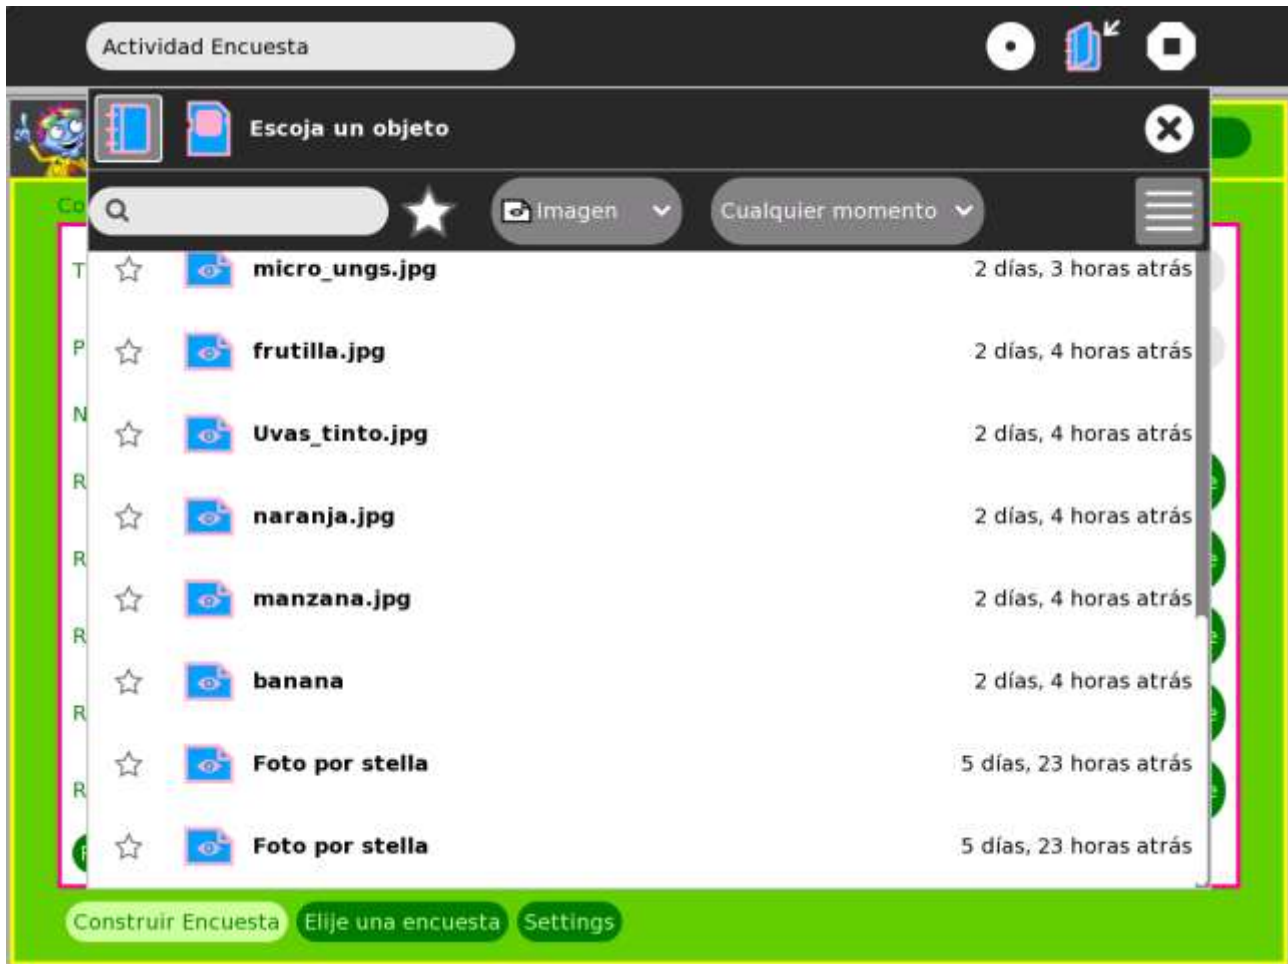 Actividad Encuesta
Escoja un objeto
Imagen Cualquier momento
Co
T micro_ungs.jpg 2 días, 3 horas atrás
P frutilla.jpg 2 días, 4 horas atrás
N Uvas_tinto.jpg 2 días, 4 horas atrás
R naranja.jpg 2 días, 4 horas atrás
R manzana.jpg 2 días, 4 horas atrás
R banana 2 días, 4 horas atrás
R Foto por stella 5 días, 23 horas atrás
R Foto por stella 5 días, 23 horas atrás
Construir Encuesta Elije una encuesta Settings